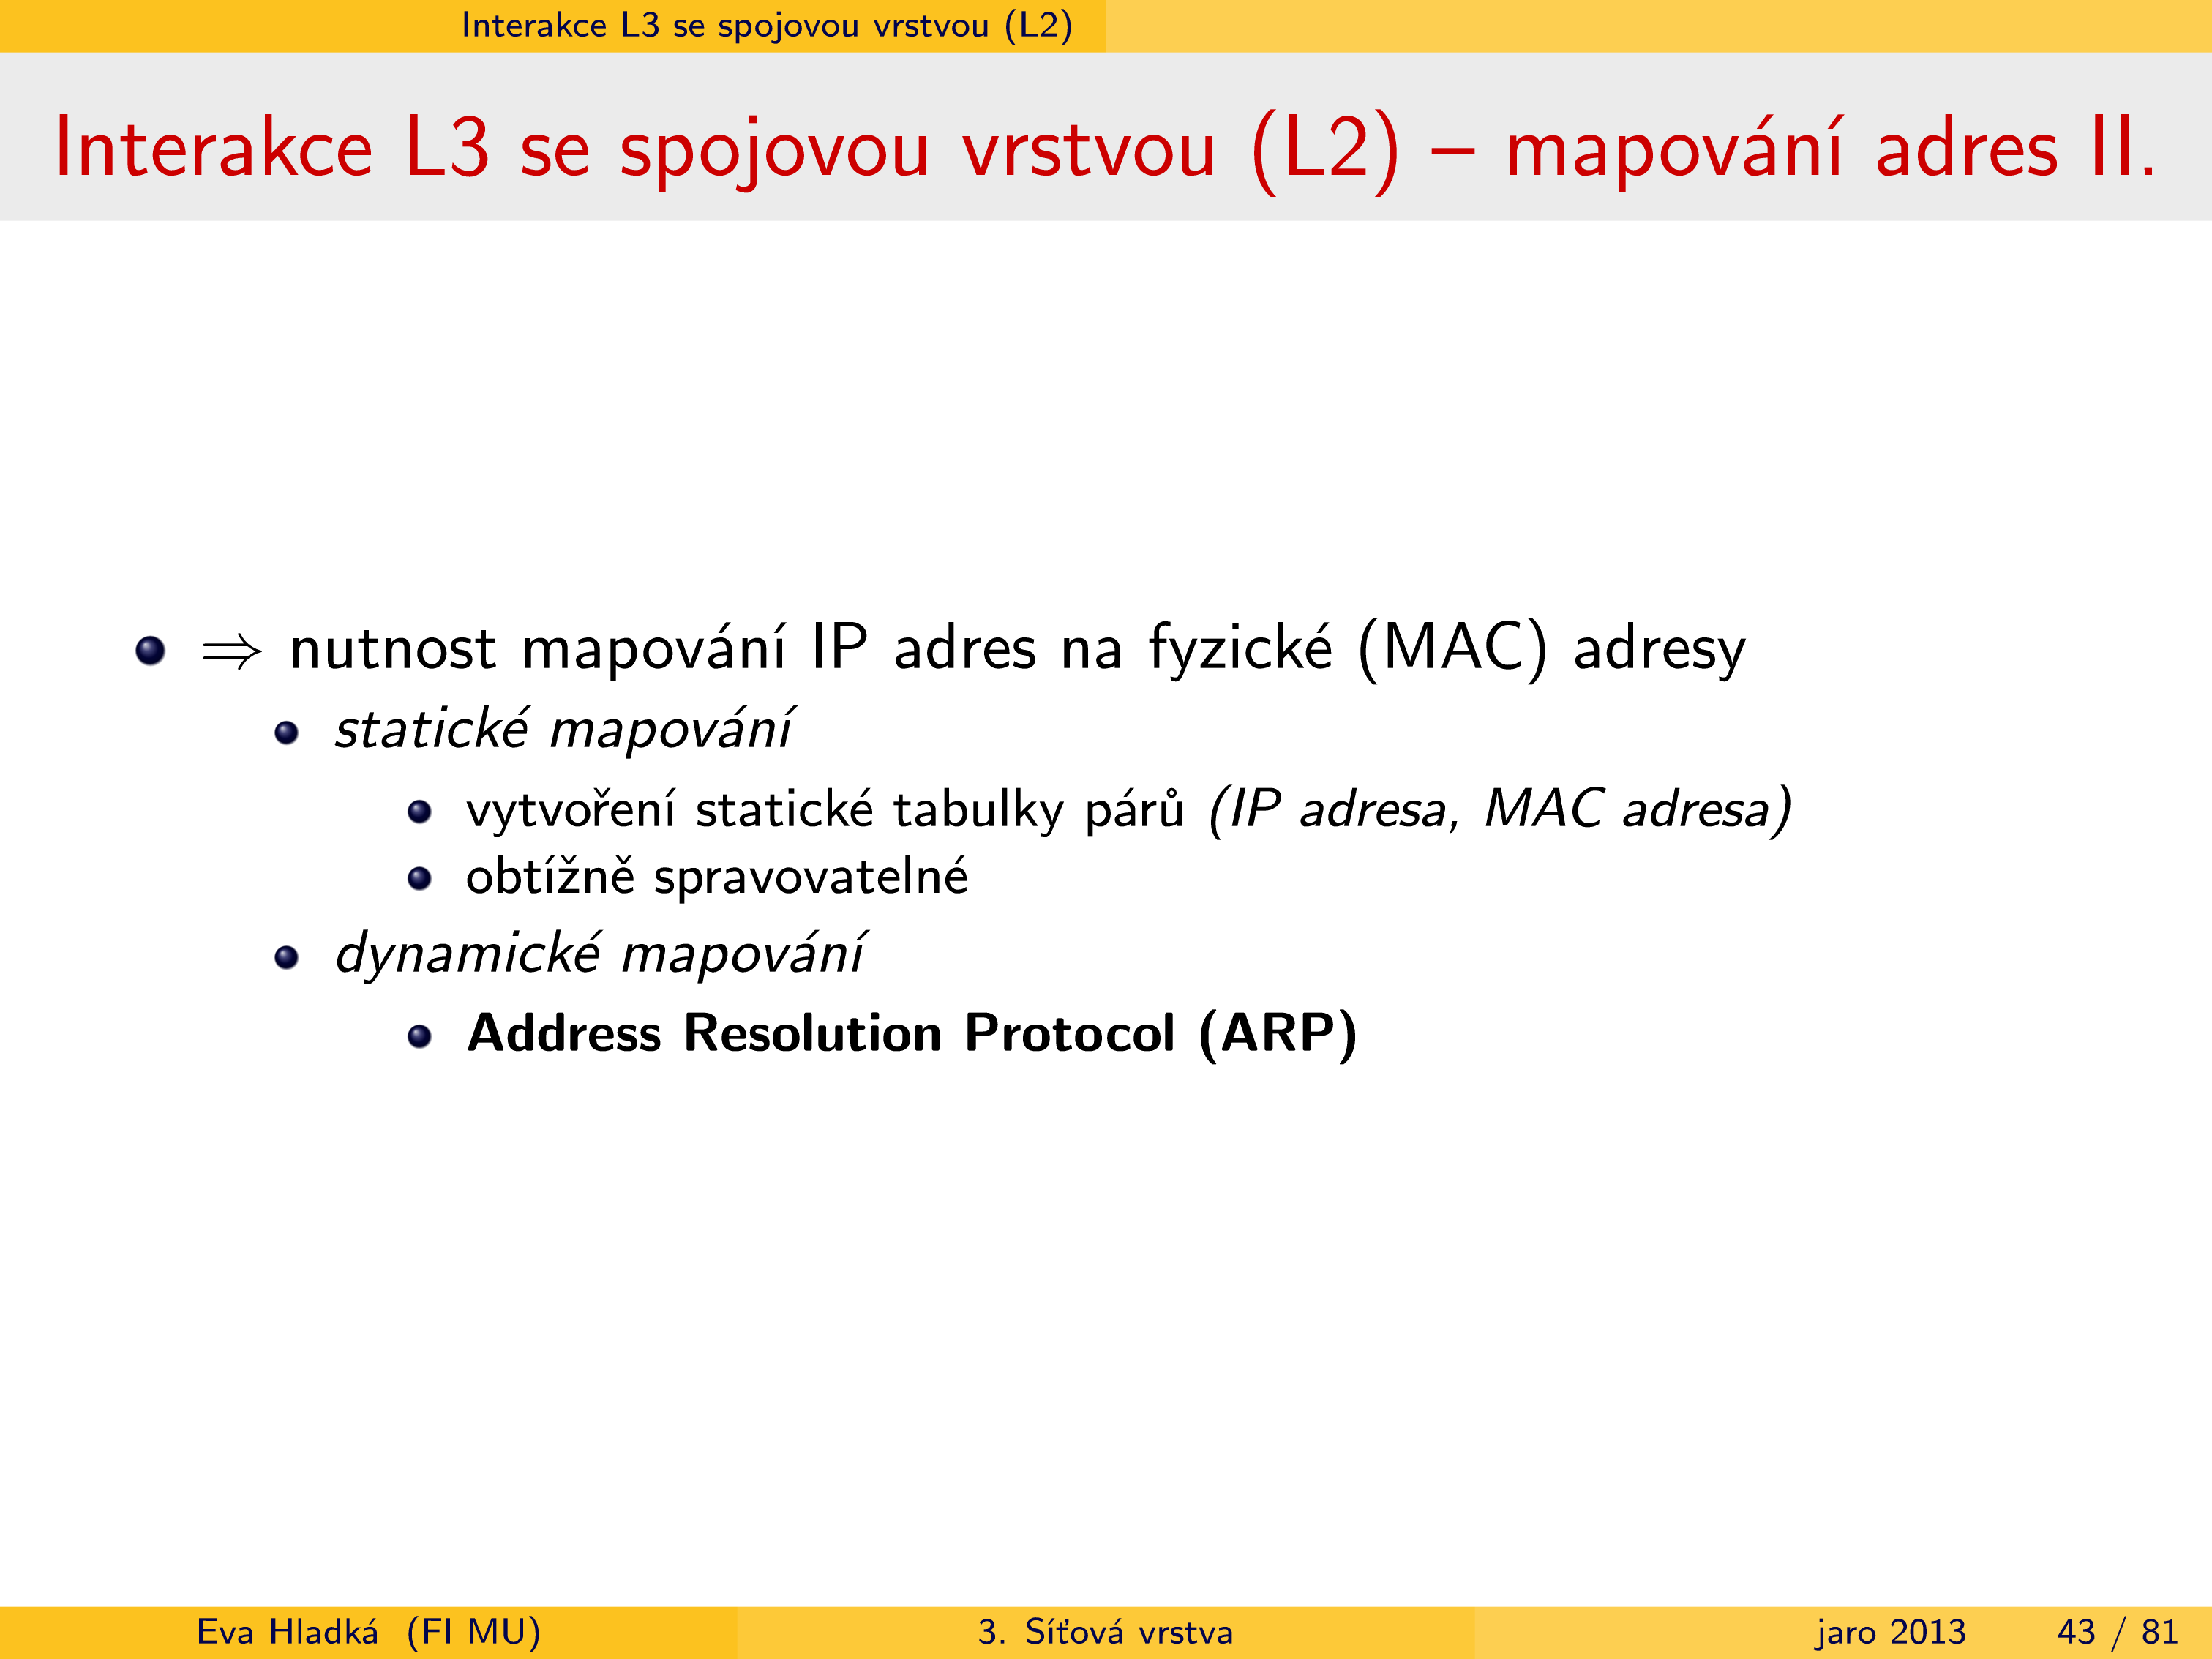 Interakce L3 se spojovou vrstvou (L2)
Interakce L3 se spojovou vrstvou (L2) – mapování adres II.
⇒ nutnost mapování IP adres na fyzické (MAC) adresy
statické mapování
vytvoření statické tabulky párů (IP adresa, MAC adresa)
obtížně spravovatelné
dynamické mapování
Address Resolution Protocol (ARP)
Eva Hladká (FI MU) 3. Síťová vrstva jaro 2013 43 / 81